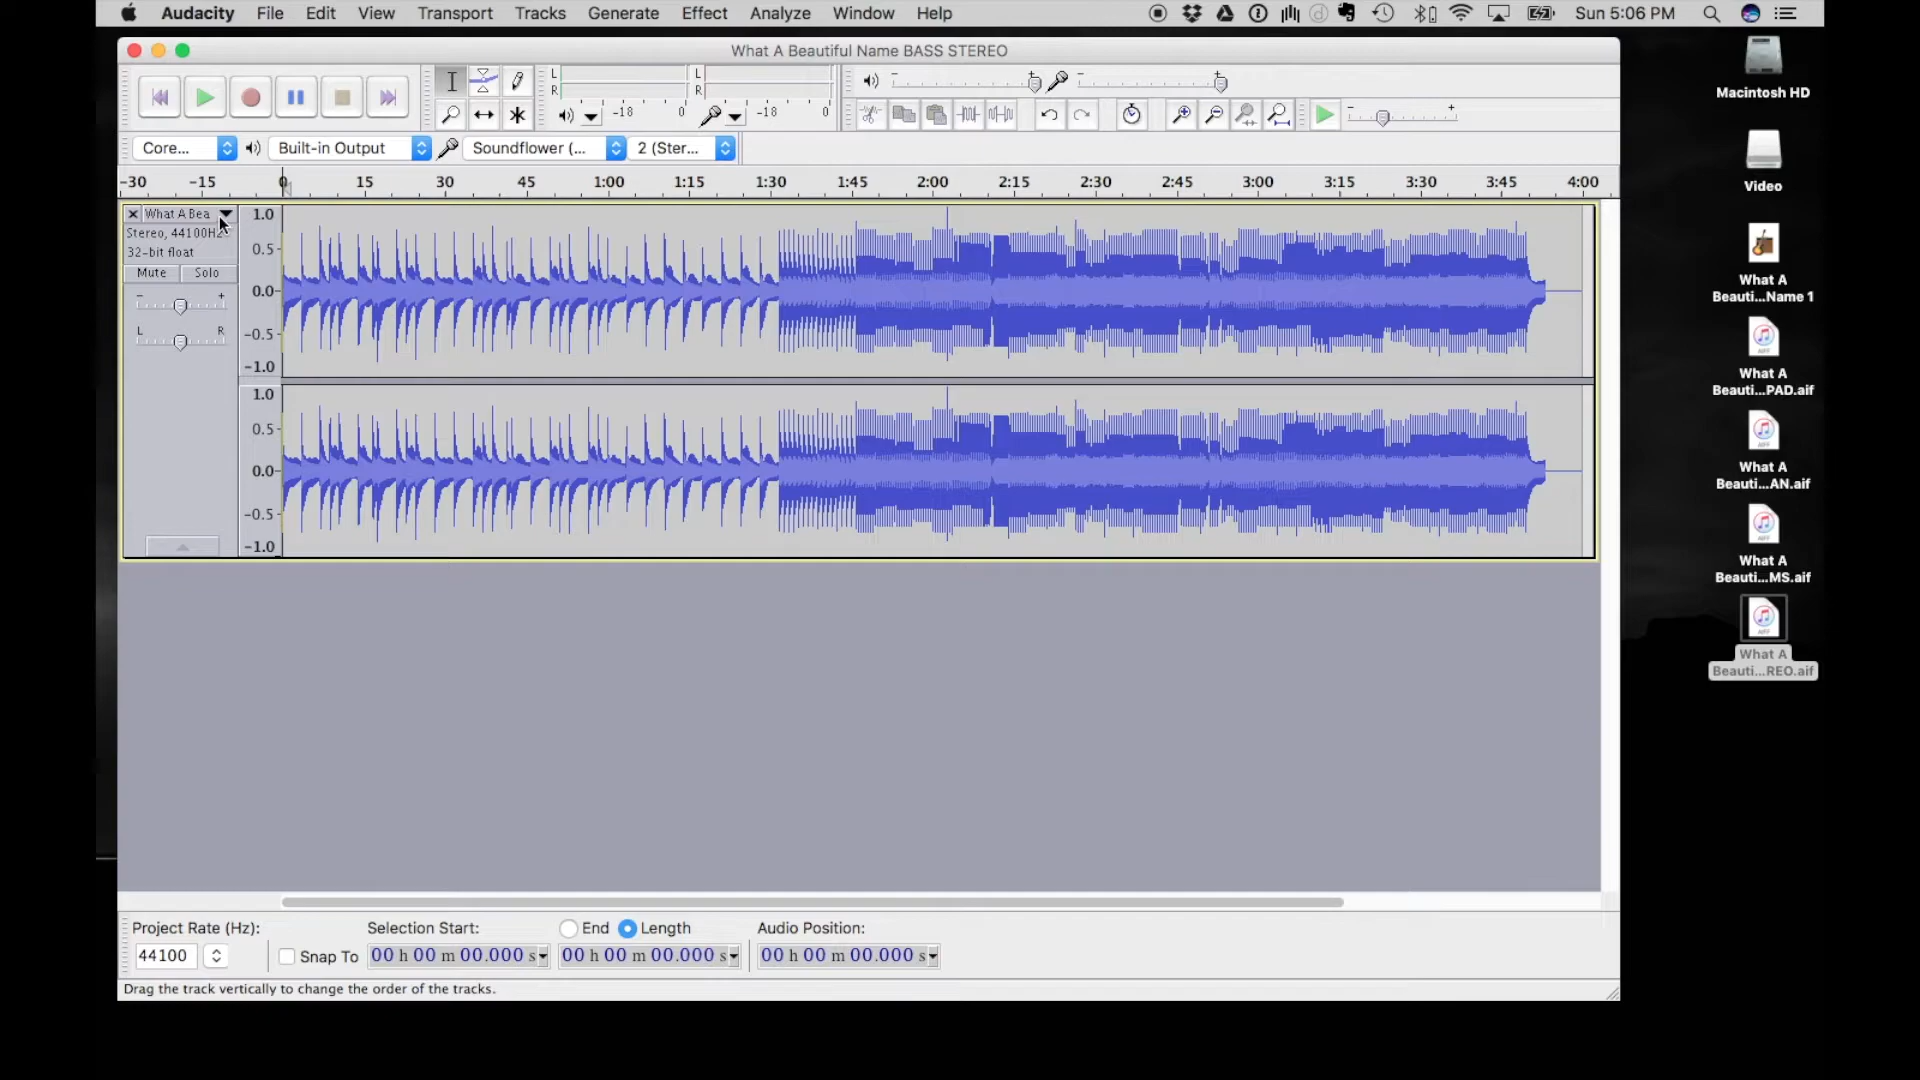 Audacity File Edit View Transport Tracks Generate Effect Analyze Window Help Sun 5:06 PM
What A Beautiful Name BASS STEREO
Macintosh HD
L R L R
-18 0 -18 0
Core... Built-in Output Soundflower (... 2 (Ster...
-30 -15 0 15 30 45 1:00 1:15 1:30 1:45 2:00 2:15 2:30 2:45 3:00 3:15 3:30 3:45 4:00
Video
What A Bea
Stereo, 44100Hz
32-bit float
Mute Solo
- +
L R
1.0
0.5
0.0
-0.5
-1.0
1.0
0.5
0.0
-0.5
-1.0
What A
Beauti...Name 1
What A
Beauti...PAD.aif
What A
Beauti...AN.aif
What A
Beauti...MS.aif
What A
Beauti...REO.aif
Project Rate (Hz): Selection Start: End Length Audio Position:
44100 Snap To 00 h 00 m 00.000 s 00 h 00 m 00.000 s 00 h 00 m 00.000 s
Drag the track vertically to change the order of the tracks.